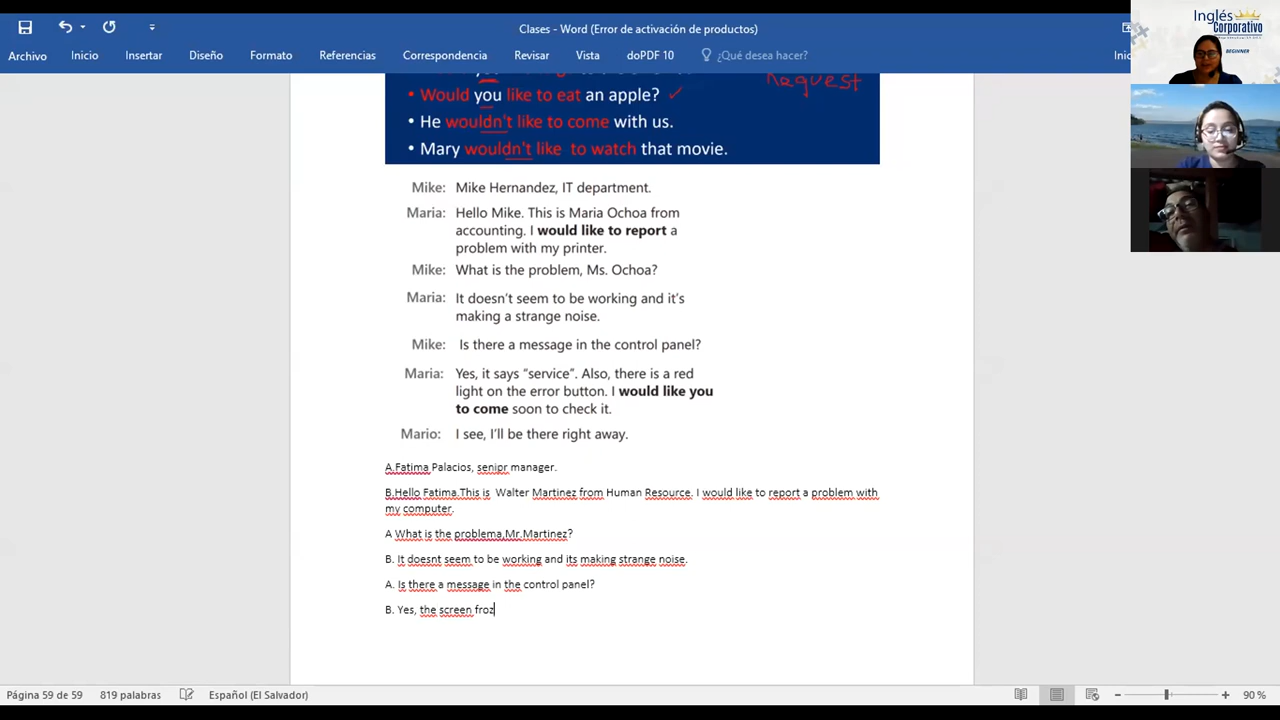 Clases - Word (Error de activación de productos)
Archivo Inicio Insertar Diseño Formato Referencias Correspondencia Revisar Vista doPDF 10 ¿Qué desea hacer? Inic
Inglés
Corporativo
BEGINNER
Request
• Would you like to eat an apple? ✓
• He wouldn't like to come with us.
• Mary wouldn't like to watch that movie.
Mike: Mike Hernandez, IT department.
Maria: Hello Mike. This is Maria Ochoa from
accounting. I would like to report a
problem with my printer.
Mike: What is the problem, Ms. Ochoa?
Maria: It doesn't seem to be working and it's
making a strange noise.
Mike: Is there a message in the control panel?
Maria: Yes, it says “service”. Also, there is a red
light on the error button. I would like you
to come soon to check it.
Mario: I see, I'll be there right away.
A.Fatima Palacios, senipr manager.
B.Hello Fatima.This is Walter Martinez from Human Resource. I would like to report a problem with
my computer.
A What is the problema,Mr.Martinez?
B. It doesnt seem to be working and its making strange noise.
A. Is there a message in the control panel?
B. Yes, the screen froz
Página 59 de 59 819 palabras Español (El Salvador) 90 %